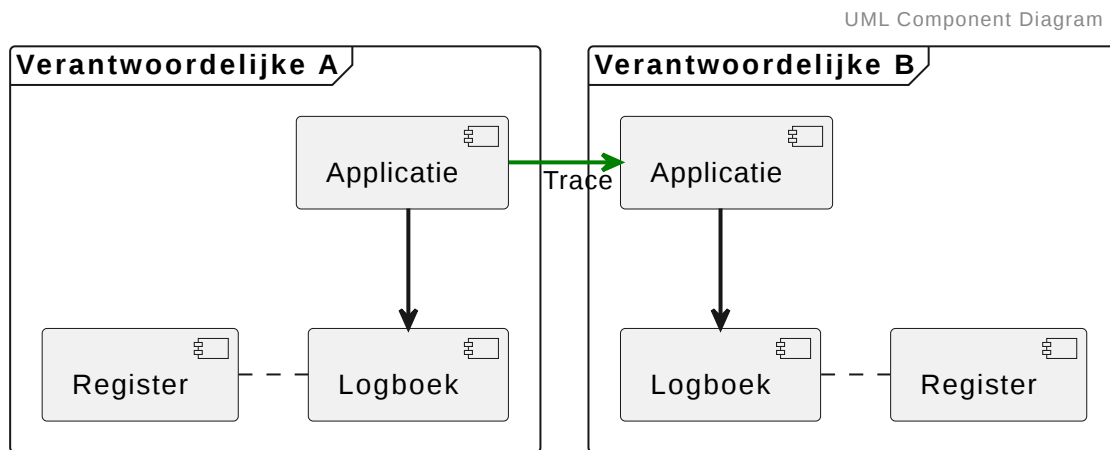 UML Component Diagram
Verantwoordelijke A
Verantwoordelijke B
Applicatie
Trace
Applicatie
Register
Logboek
Logboek
Register